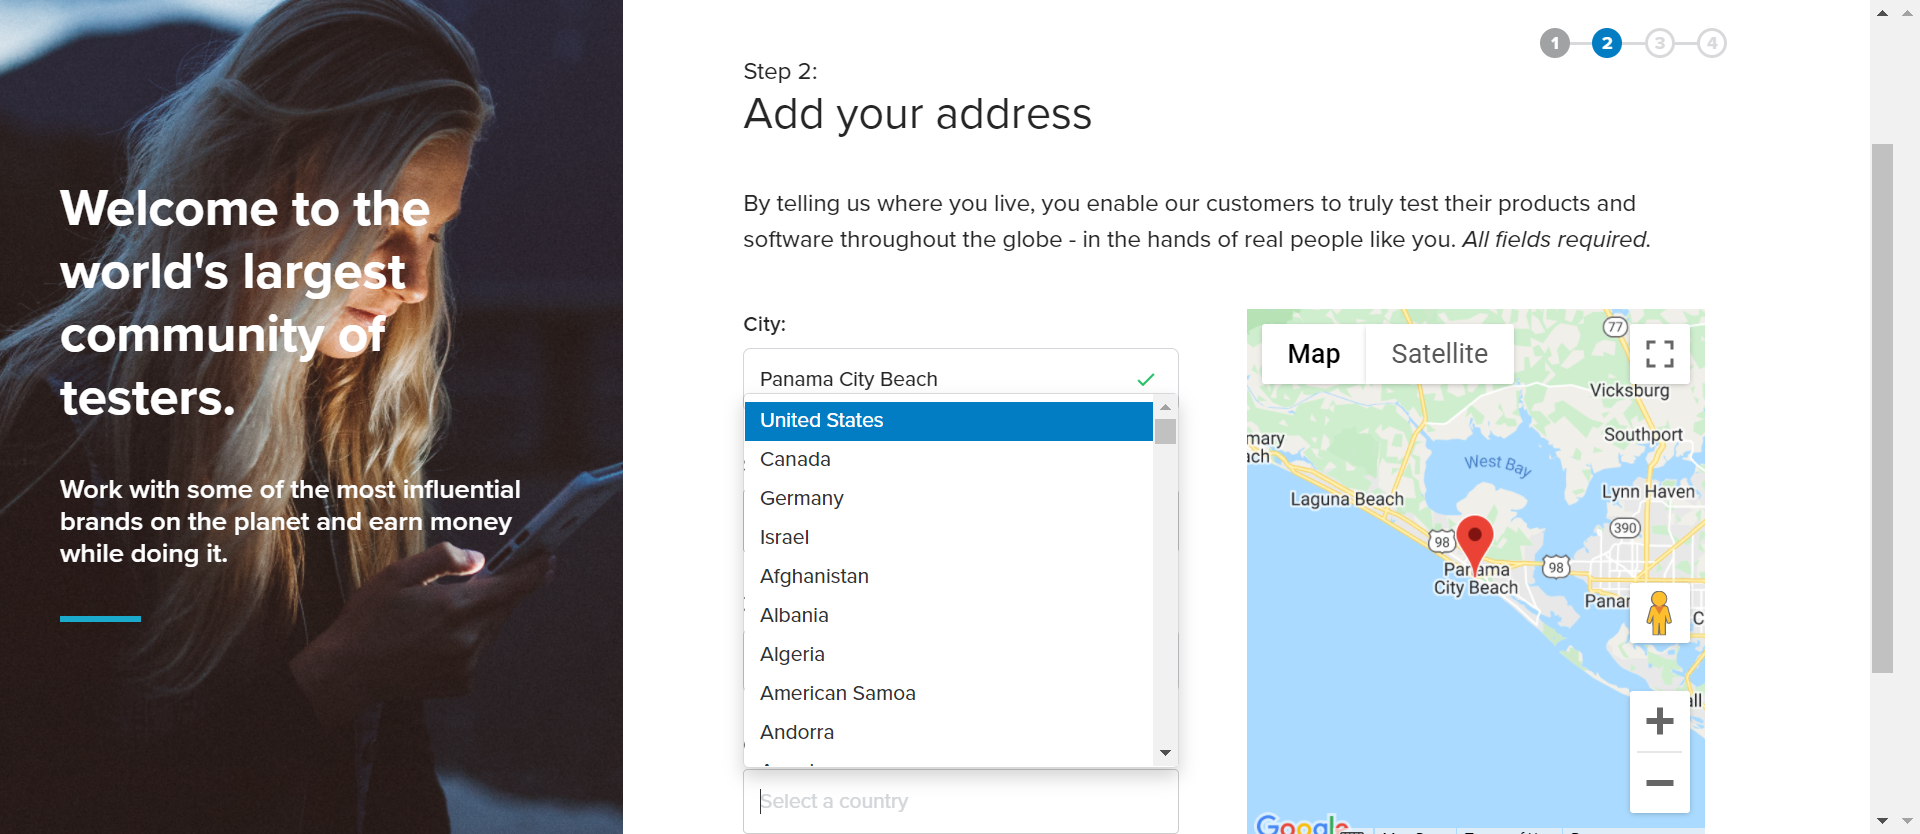 Welcome to the
world's largest
community of
testers.
Work with some of the most influential
brands on the planet and earn money
while doing it.
1 2 3 4
Step 2:
Add your address
By telling us where you live, you enable our customers to truly test their products and
software throughout the globe - in the hands of real people like you. All fields required.
City:
Panama City Beach
United States
Canada
Germany
Israel
Afghanistan
Albania
Algeria
American Samoa
Andorra
Select a country
Map Satellite
77
Vicksburg
Southport
West Bay
Laguna Beach
Lynn Haven
390
98
98
Panama
City Beach
Google